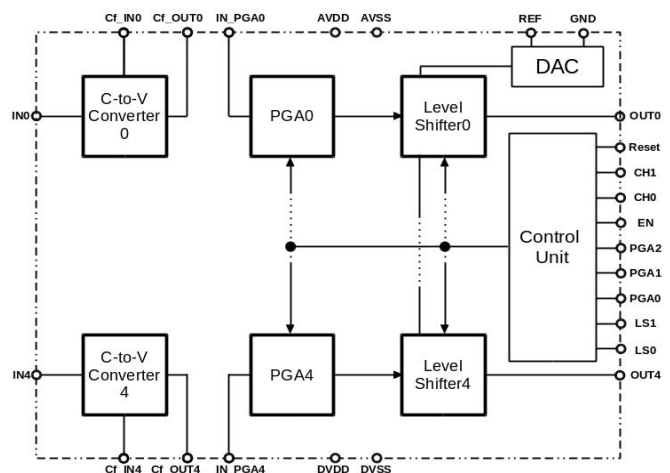 Cf_IN0 Cf_OUT0 IN_PGA0 AVDD AVSS REF GND
DAC
IN0
C-to-V
Converter
0
PGA0
Level
Shifter0
OUT0
Reset
CH1
CH0
EN
PGA2
PGA1
PGA0
LS1
LS0
Control
Unit
IN4
C-to-V
Converter
4
PGA4
Level
Shifter4
OUT4
Cf_IN4 Cf_OUT4 IN_PGA4 DVDD DVSS